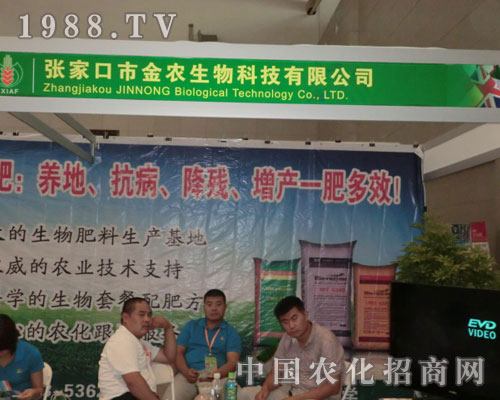 1988.TV
XIAF
张家口市金农生物科技有限公司
Zhangjiakou JINNONG Biological Technology Co., LTD.
肥：养地、抗病、降残、增产一肥多效！
的生物肥料生产基地
威的农业技术支持
学的生物套餐配肥方
的农化跟
EVD
VIDEO
中国农化招商网